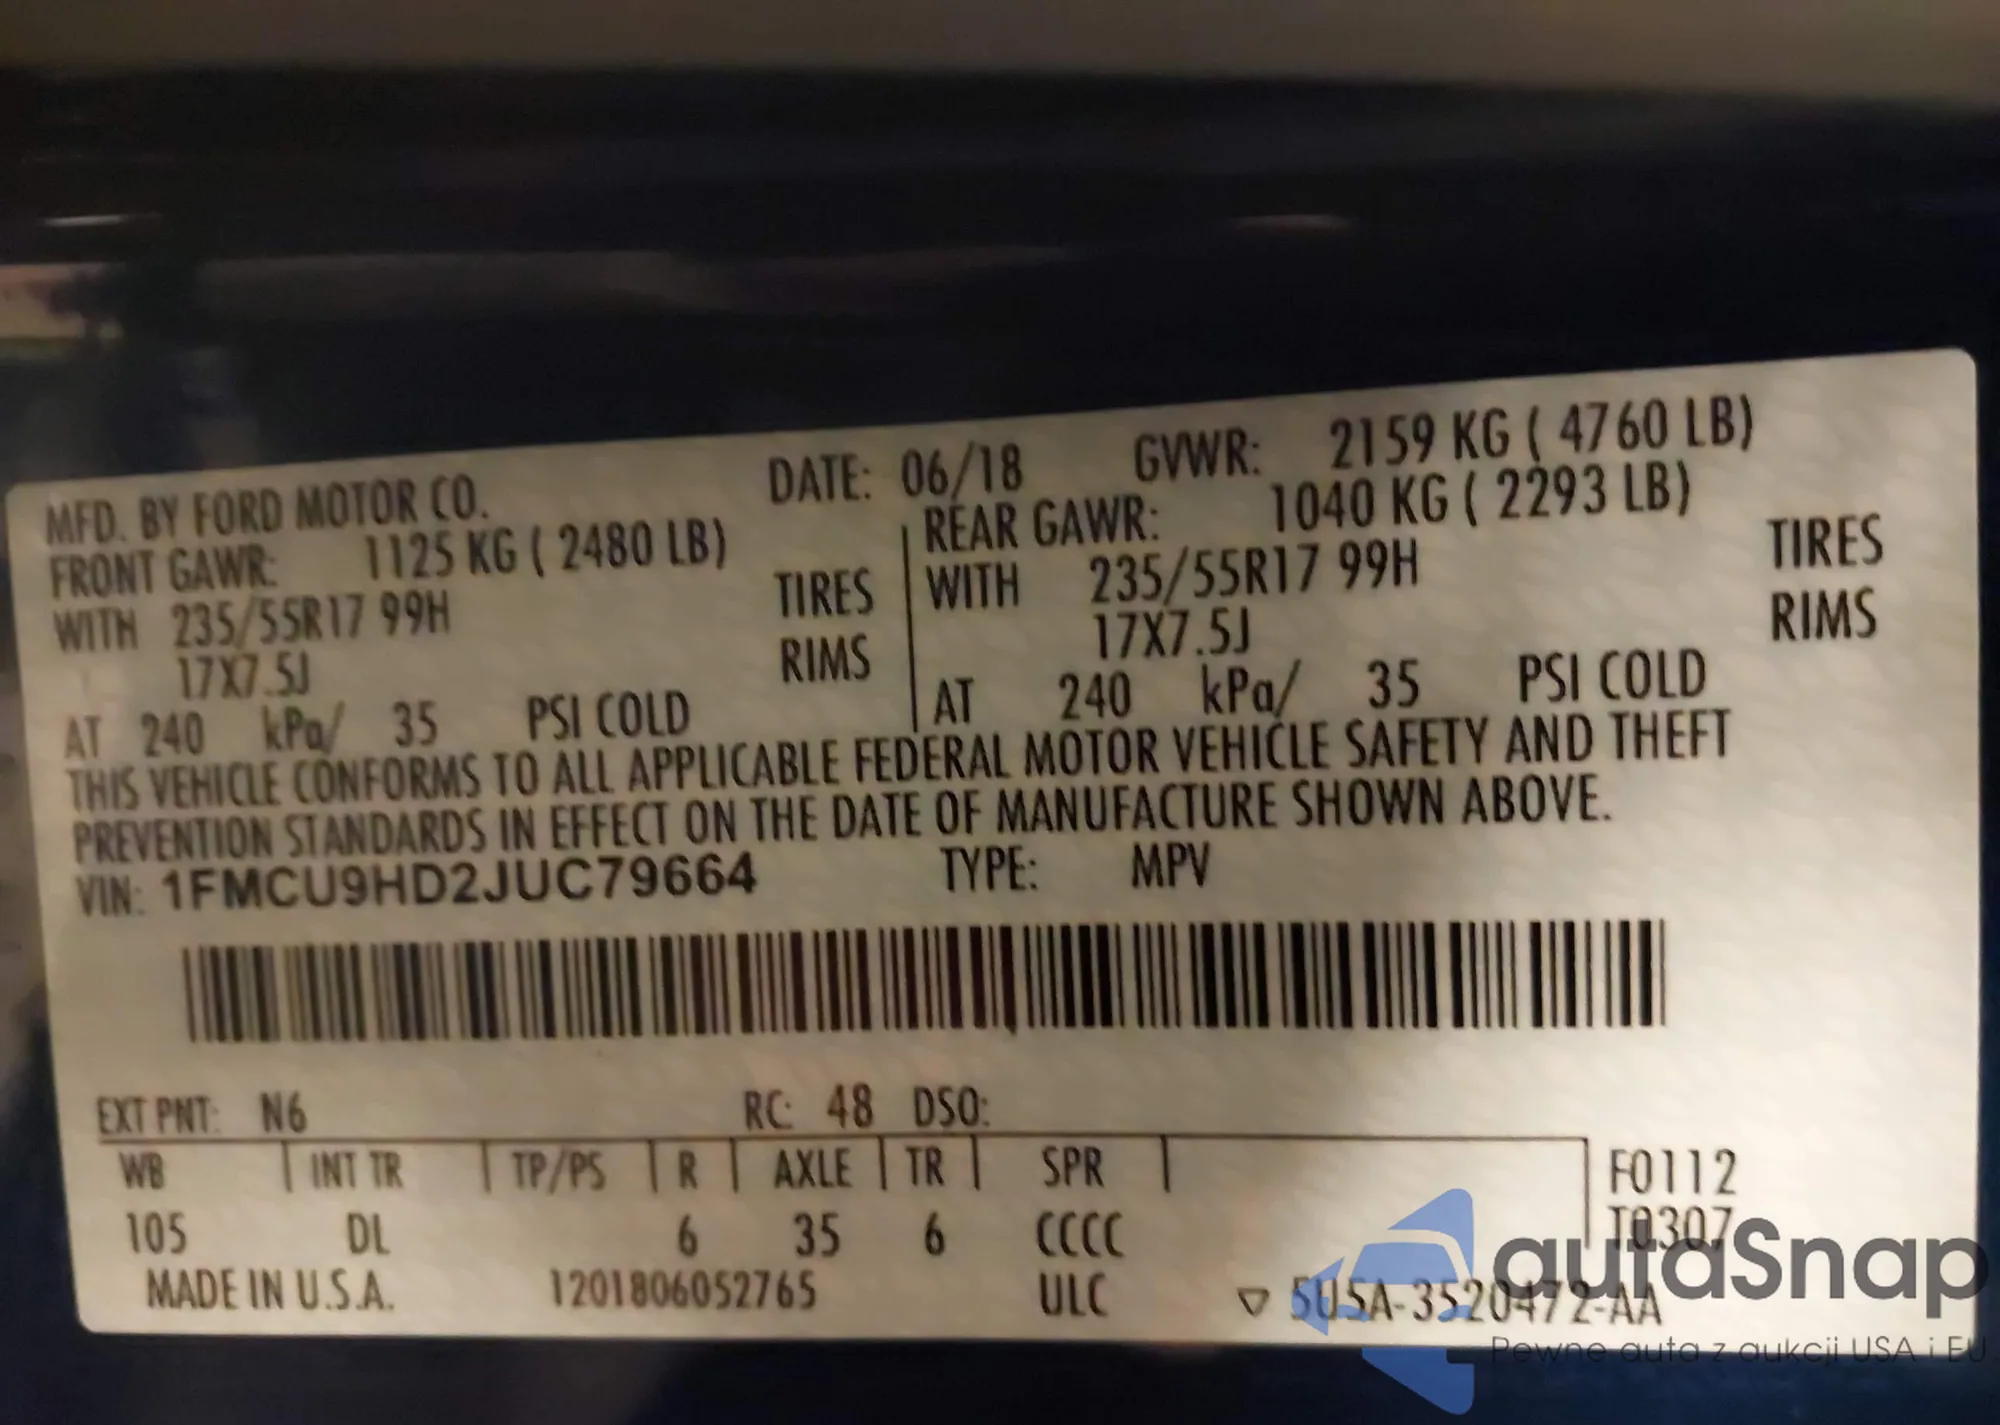 MFD. BY FORD MOTOR CO. DATE: 06/18 GVWR: 2159 KG ( 4760 LB)
FRONT GAWR: 1125 KG ( 2480 LB) REAR GAWR: 1040 KG ( 2293 LB)
WITH 235/55R17 99H TIRES WITH 235/55R17 99H TIRES
17X7.5J RIMS 17X7.5J RIMS
AT 240 kPa/ 35 PSI COLD AT 240 kPa/ 35 PSI COLD
THIS VEHICLE CONFORMS TO ALL APPLICABLE FEDERAL MOTOR VEHICLE SAFETY AND THEFT
PREVENTION STANDARDS IN EFFECT ON THE DATE OF MANUFACTURE SHOWN ABOVE.
VIN: 1FMCU9HD2JUC79664 TYPE: MPV
EXT PNT: N6 RC: 48 DSO:
WB INT TR TP/PS R AXLE TR SPR F0112
105 DL 6 35 6 CCCC T0307
MADE IN U.S.A. 1201806052765 ULC ▽ 5U5A-3520472-AA
autaSnap
Pewne auta z aukcji USA i EU